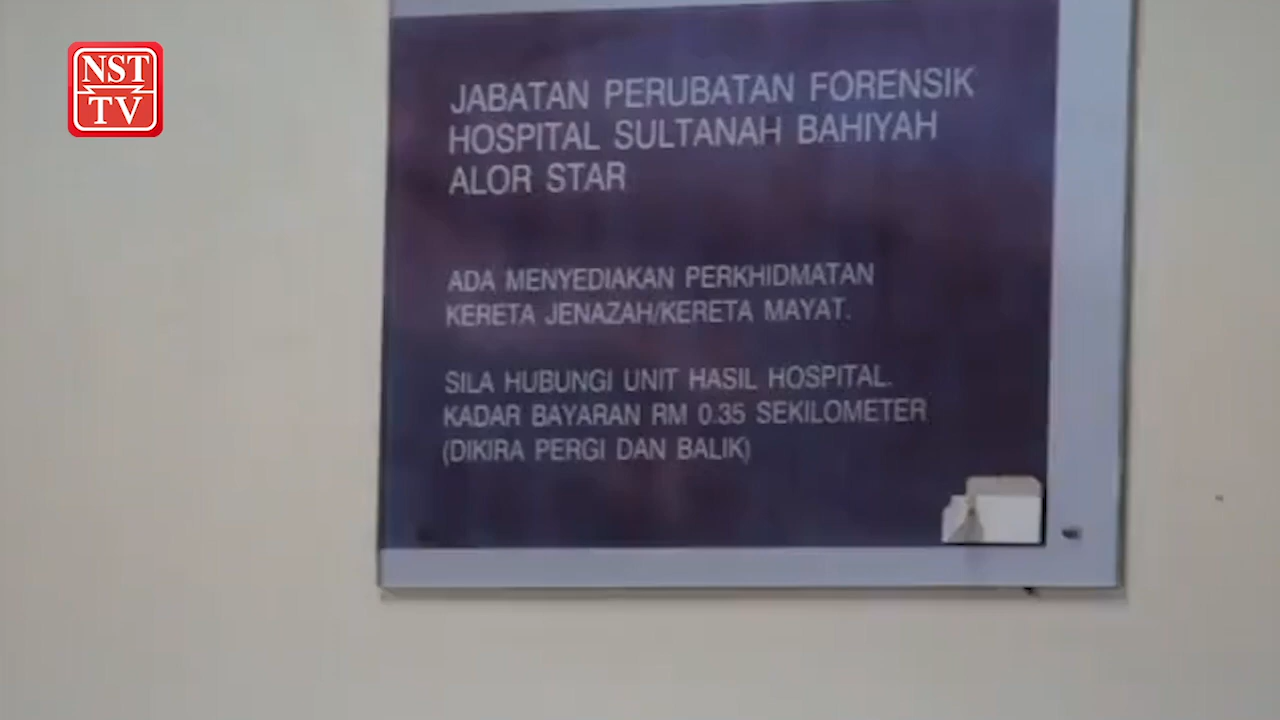 NST
TV
JABATAN PERUBATAN FORENSIK
HOSPITAL SULTANAH BAHIYAH
ALOR STAR
ADA MENYEDIAKAN PERKHIDMATAN
KERETA JENAZAH/KERETA MAYAT.
SILA HUBUNGI UNIT HASIL HOSPITAL.
KADAR BAYARAN RM 0.35 SEKILOMETER
(DIKIRA PERGI DAN BALIK)